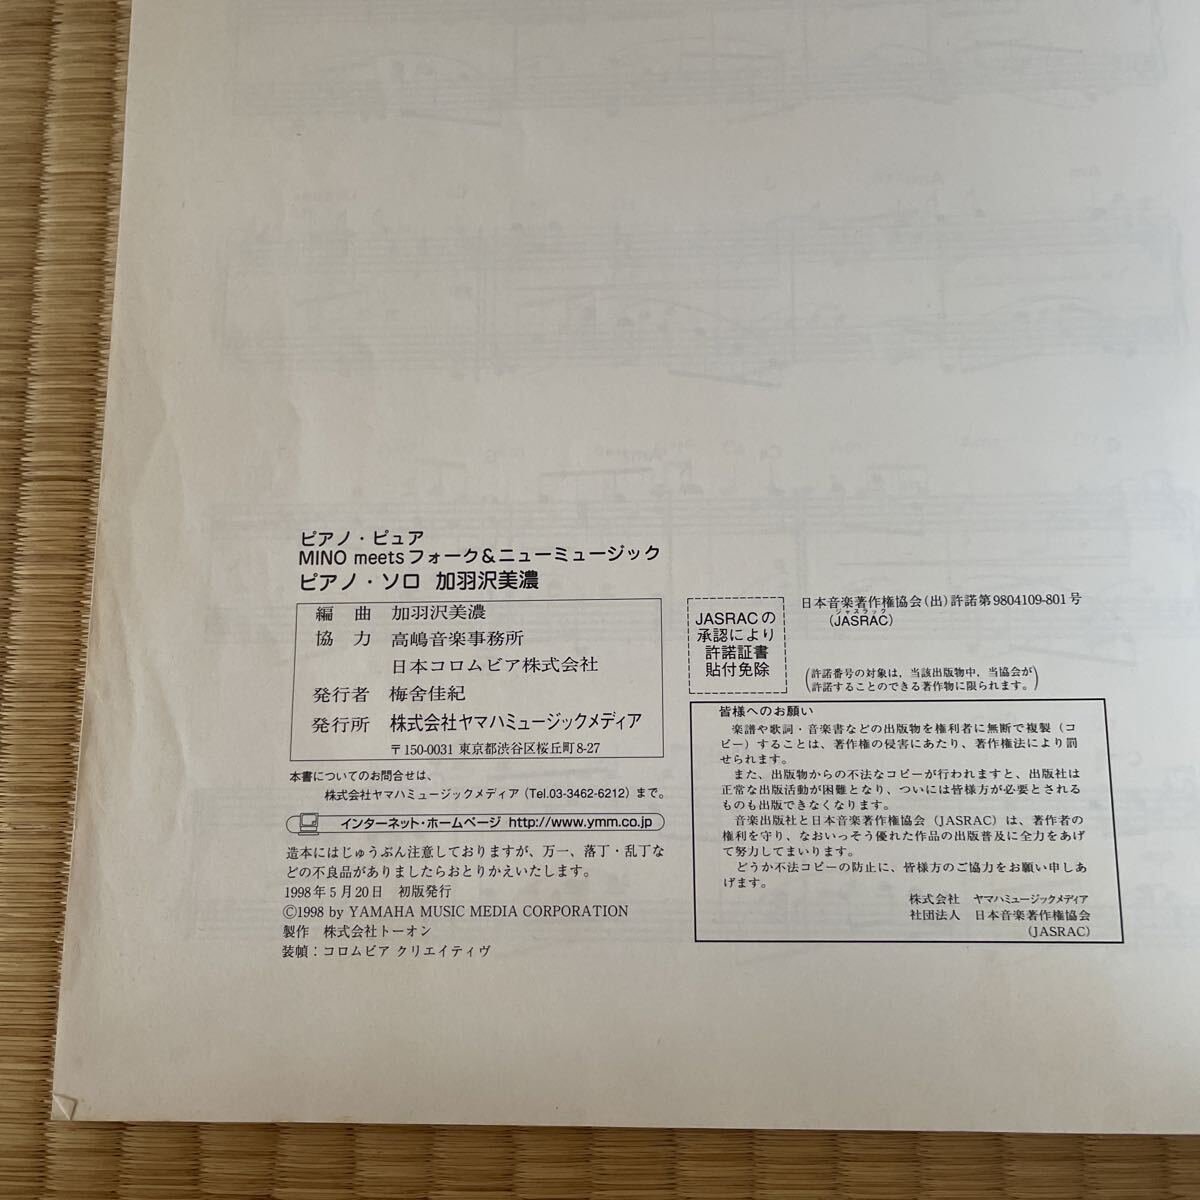 ピアノ・ピュア
MINO meetsフォーク＆ニューミュージック
ピアノ・ソロ 加羽沢美濃
編 曲 加羽沢美濃
協 力 高嶋音楽事務所
日本コロムビア株式会社
発行者 梅舎佳紀
発行所 株式会社ヤマハミュージックメディア
〒150-0031 東京都渋谷区桜丘町8-27
本書についてのお問合せは、
株式会社ヤマハミュージックメディア（Tel.03-3462-6212）まで。
インターネット・ホームページ http://www.ymm.co.jp
造本にはじゅうぶん注意しておりますが、万一、落丁・乱丁な
どの不良品がありましたらおとりかえいたします。
1998年5月20日 初版発行
©1998 by YAMAHA MUSIC MEDIA CORPORATION
製作 株式会社トーオン
装幀：コロムビア クリエイティヴ
JASRACの
承認により
許諾証書
貼付免除
日本音楽著作権協会（出）許諾第9804109-801号
ジャスラック
（JASRAC）
（許諾番号の対象は、当該出版物中、当協会が
許諾することのできる著作物に限られます。）
皆様へのお願い
楽譜や歌詞・音楽書などの出版物を権利者に無断で複製（コ
ピー）することは、著作権の侵害にあたり、著作権法により罰
せられます。
また、出版物からの不法なコピーが行われますと、出版社は
正常な出版活動が困難となり、ついには皆様方が必要とされる
ものも出版できなくなります。
音楽出版社と日本音楽著作権協会（JASRAC）は、著作者の
権利を守り、なおいっそう優れた作品の出版普及に全力をあげ
て努力してまいります。
どうか不法コピーの防止に、皆様方のご協力をお願い申しあ
げます。
株式会社 ヤマハミュージックメディア
社団法人 日本音楽著作権協会
（JASRAC）